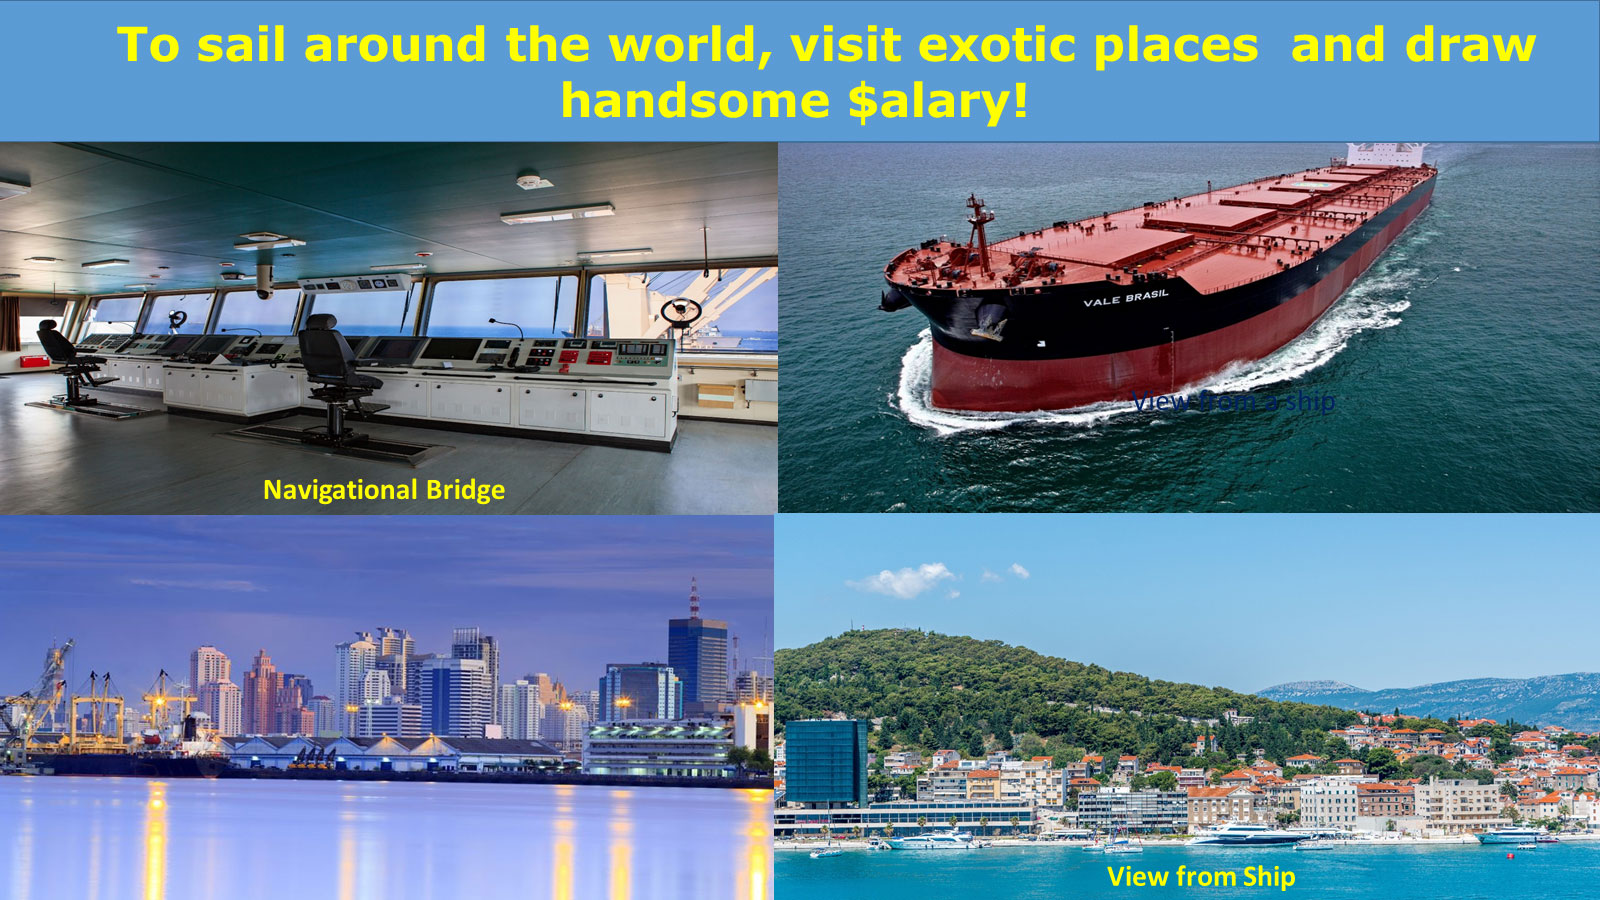 To sail around the world, visit exotic places  and draw
handsome $alary!
VALE BRASIL
View from a ship
Navigational Bridge
View from Ship